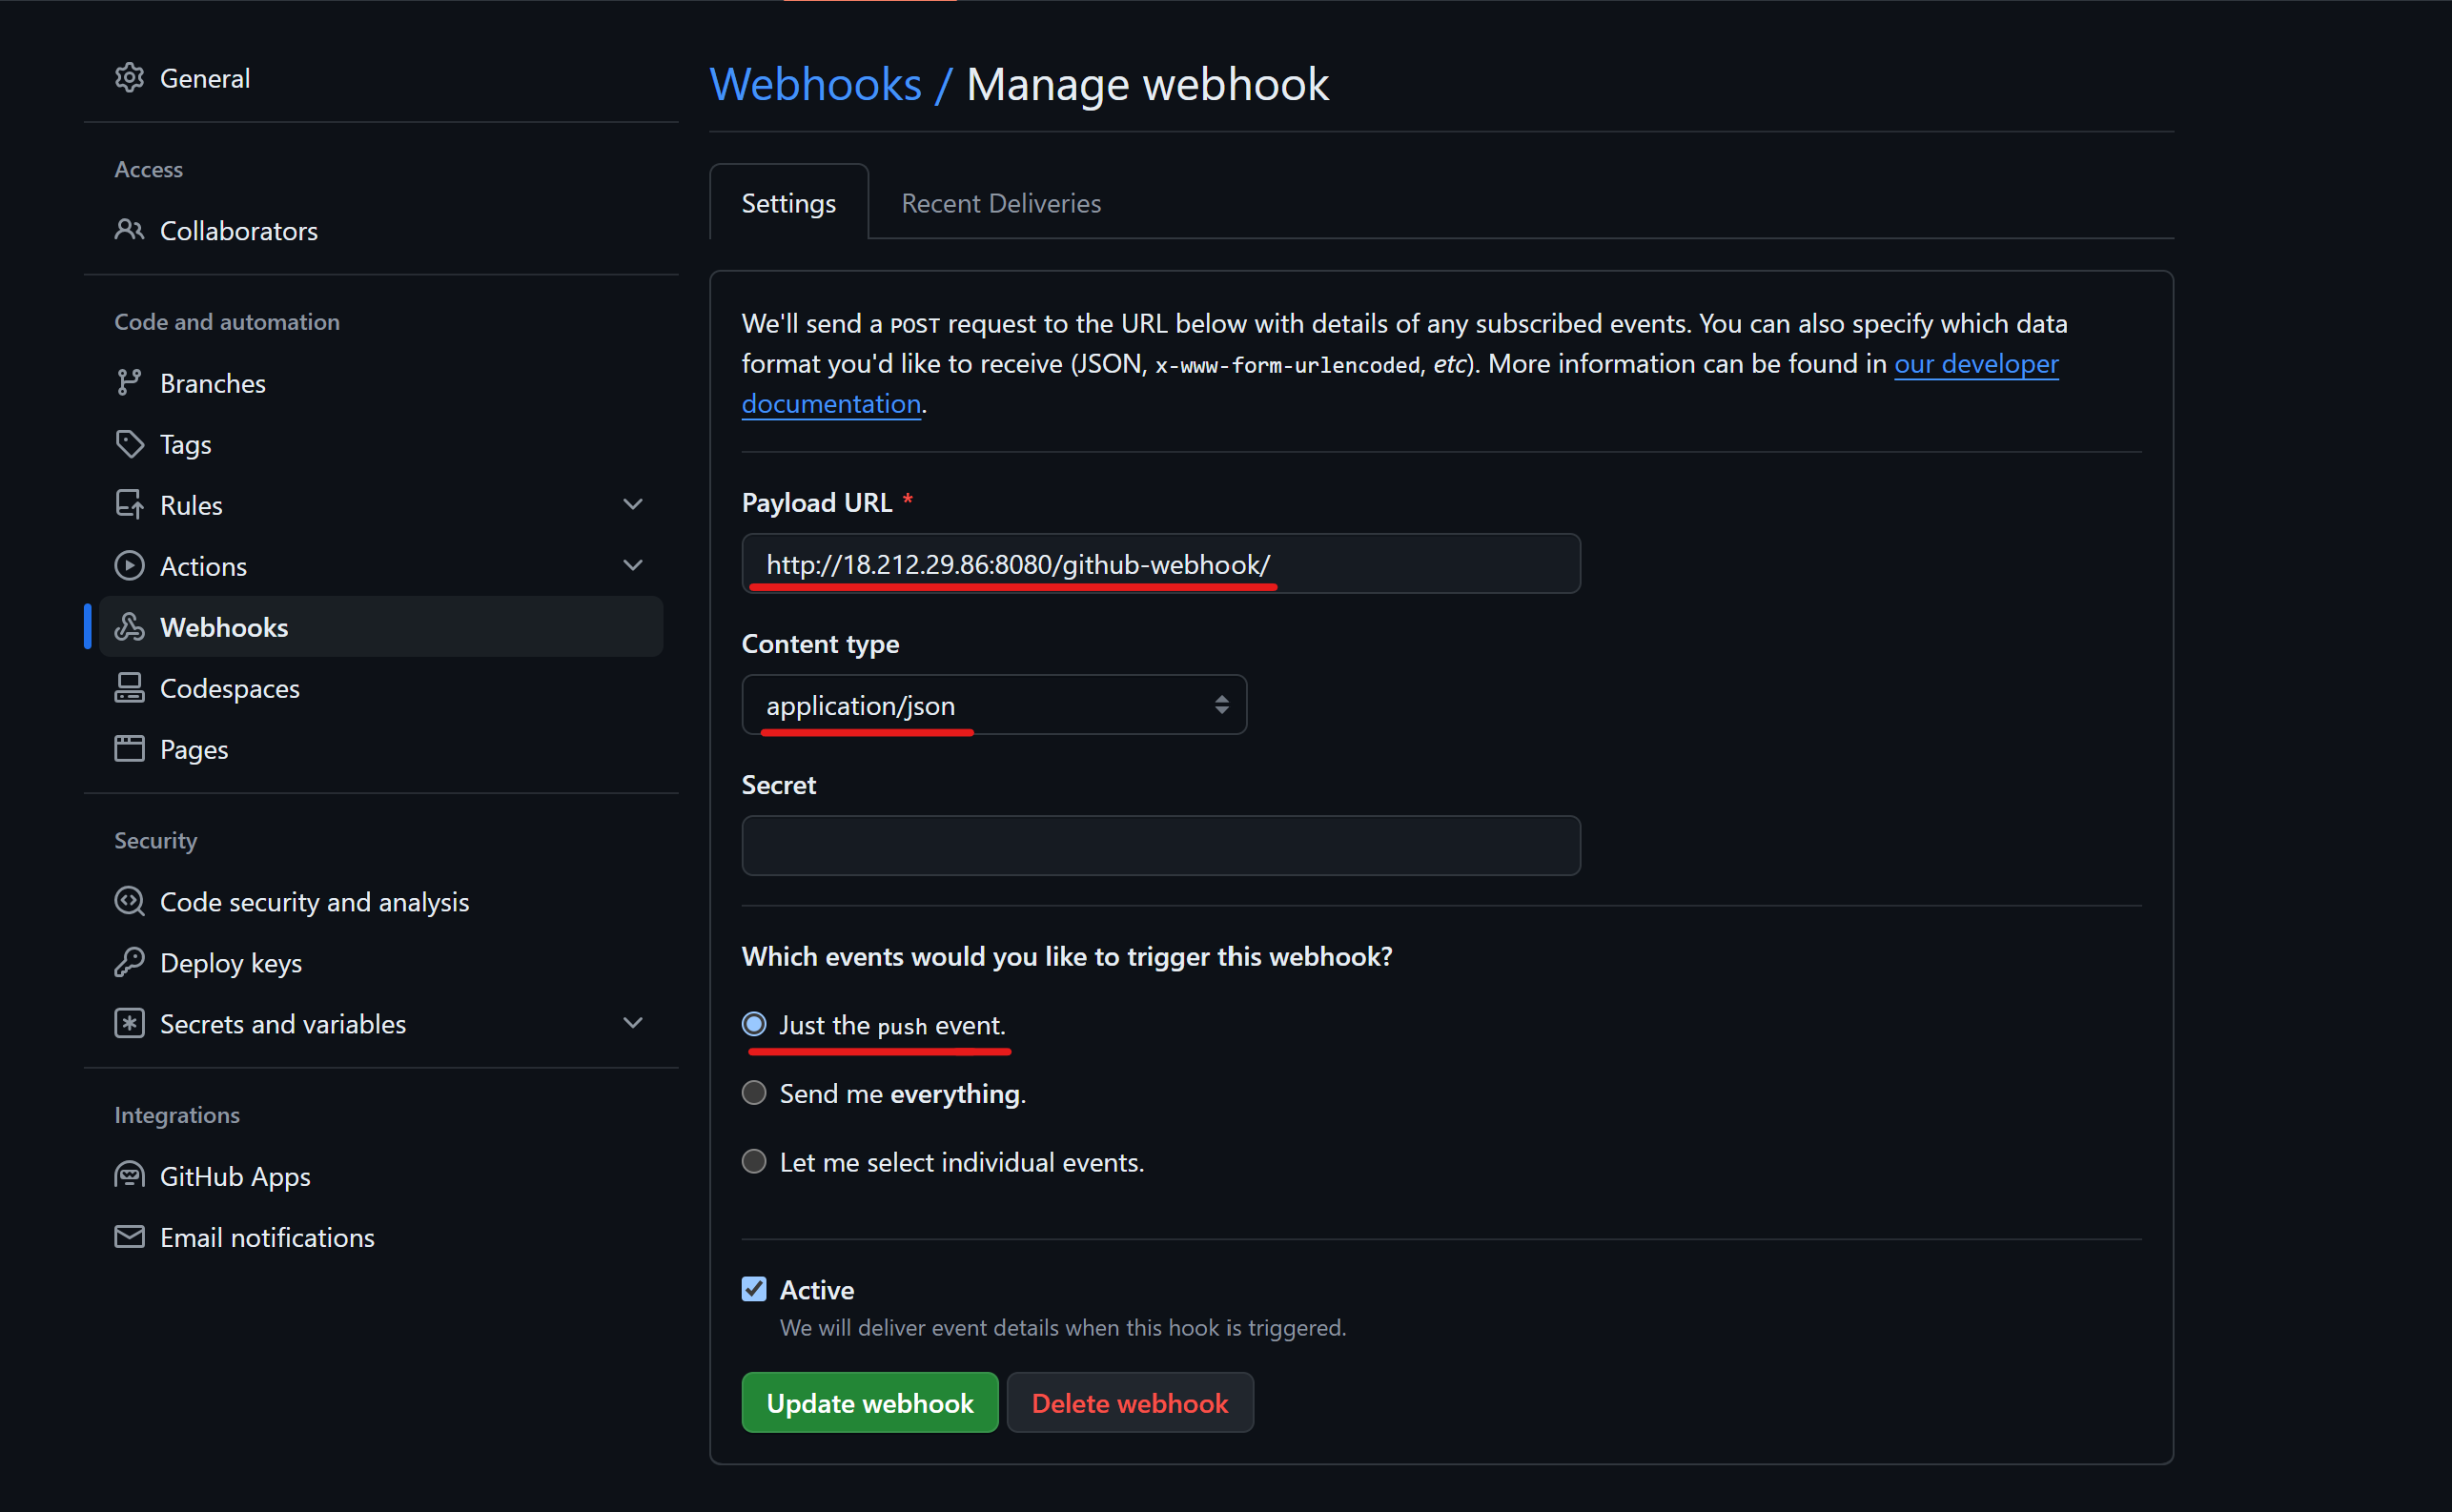 General
Access
Collaborators
Code and automation
Branches
Tags
Rules
Actions
Webhooks
Codespaces
Pages
Security
Code security and analysis
Deploy keys
Secrets and variables
Integrations
GitHub Apps
Email notifications
Webhooks / Manage webhook
Settings Recent Deliveries
We'll send a POST request to the URL below with details of any subscribed events. You can also specify which data
format you'd like to receive (JSON, x-www-form-urlencoded, etc). More information can be found in our developer
documentation.
Payload URL *
http://18.212.29.86:8080/github-webhook/
Content type
application/json
Secret
Which events would you like to trigger this webhook?
Just the push event.
Send me everything.
Let me select individual events.
Active
We will deliver event details when this hook is triggered.
Update webhook Delete webhook